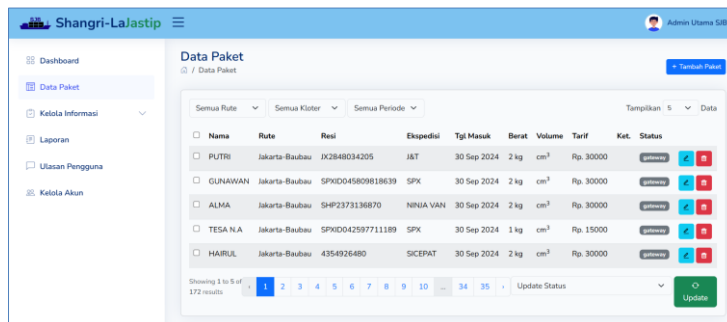 Shangri-LaJastip
Admin Utama SJB
Dashboard
Data Paket
Kelola Informasi
Laporan
Ulasan Pengguna
Kelola Akun
Data Paket
/ Data Paket
+ Tambah Paket
Semua Rute Semua Kloter Semua Periode Tampilkan 5 Data
Nama Rute Resi Ekspedisi Tgl Masuk Berat Volume Tarif Ket. Status
PUTRI Jakarta-Baubau JX2848034205 J&T 30 Sep 2024 2 kg cm³ Rp. 30000 gateway
GUNAWAN Jakarta-Baubau SPXID045809818639 SPX 30 Sep 2024 2 kg cm³ Rp. 30000 gateway
ALMA Jakarta-Baubau SHP2373136870 NINJA VAN 30 Sep 2024 2 kg cm³ Rp. 30000 gateway
TESA N.A Jakarta-Baubau SPXID042597711189 SPX 30 Sep 2024 1 kg cm³ Rp. 15000 gateway
HAIRUL Jakarta-Baubau 4354926480 SICEPAT 30 Sep 2024 2 kg cm³ Rp. 30000 gateway
Showing 1 to 5 of
172 results
‹ 1 2 3 4 5 6 7 8 9 10 ... 34 35 ›
Update Status
Update